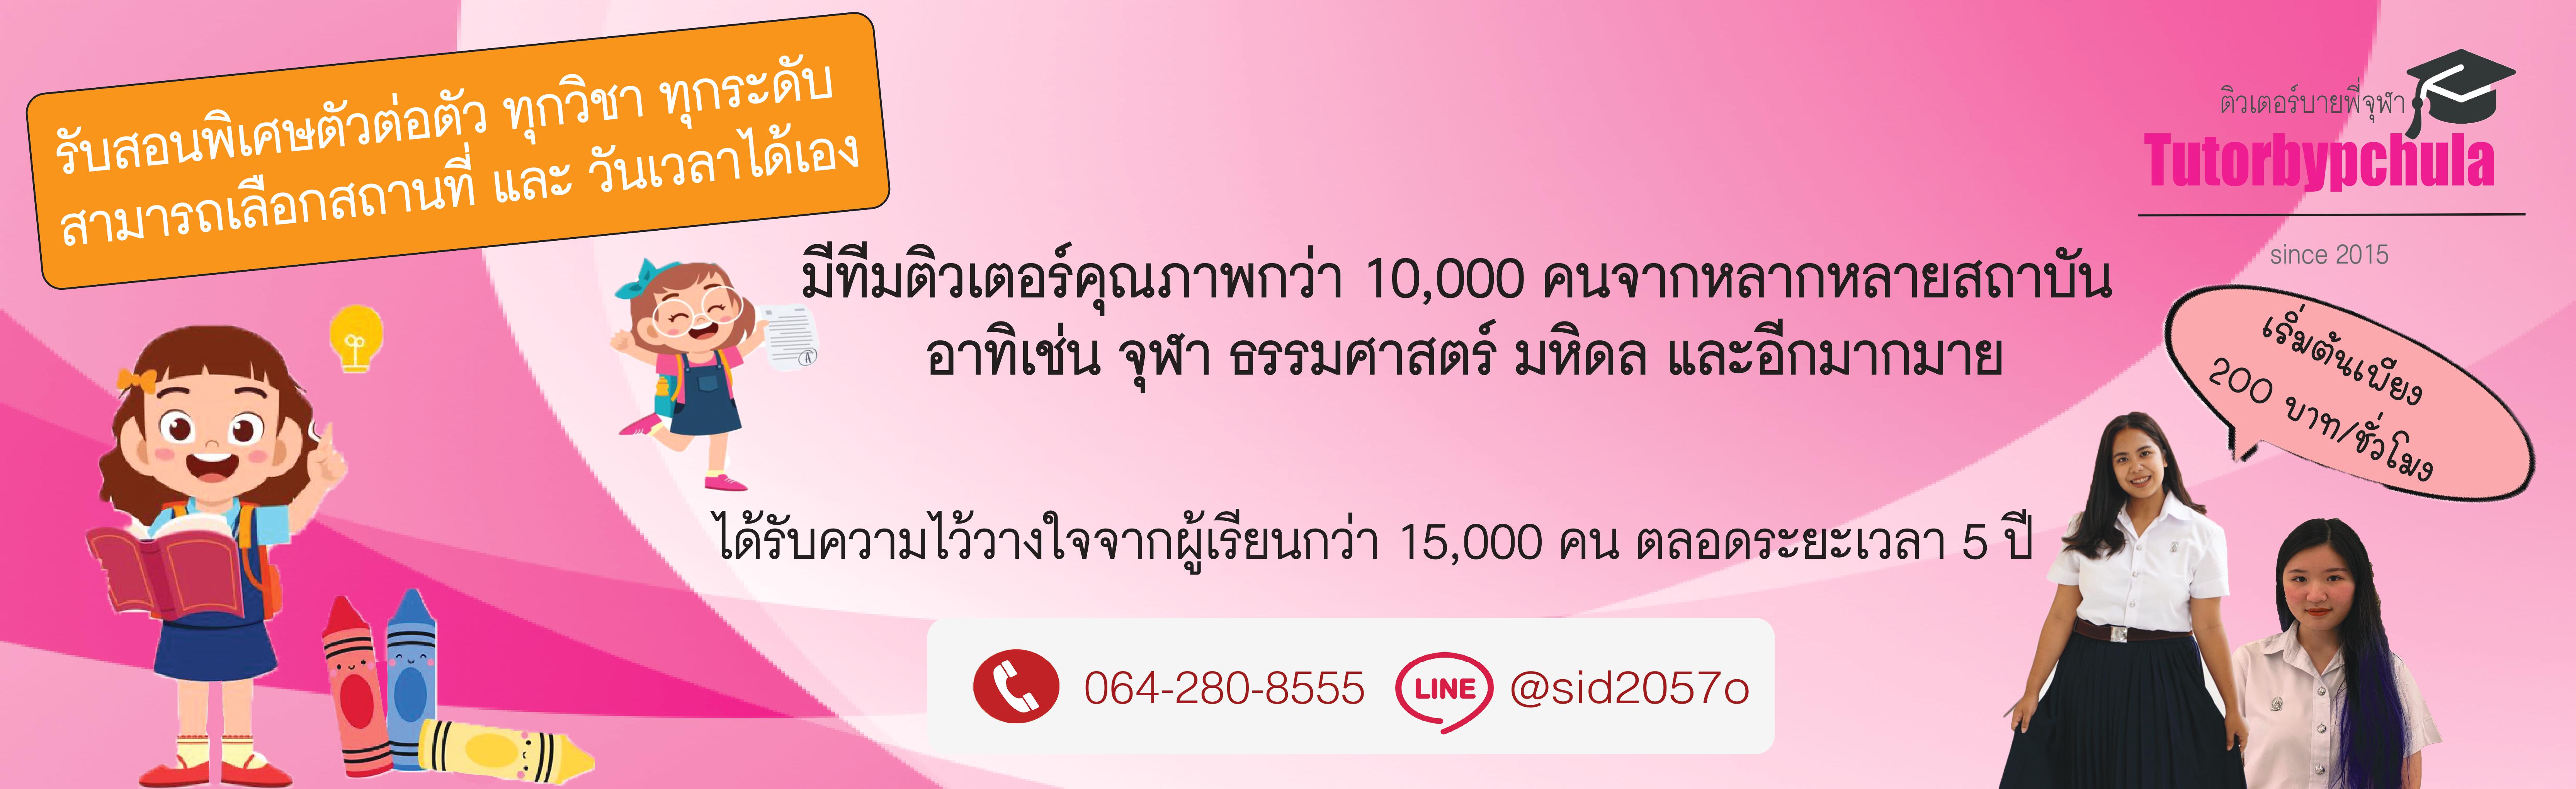 รับสอนพิเศษตัวต่อตัว ทุกวิชา ทุกระดับ
สามารถเลือกสถานที่ และ วันเวลาได้เอง
ติวเตอร์บายพี่จุฬา
Tutorbypchula
since 2015
มีทีมติวเตอร์คุณภาพกว่า 10,000 คนจากหลากหลายสถาบัน
อาทิเช่น จุฬา ธรรมศาสตร์ มหิดล และอีกมากมาย
เริ่มต้นเพียง
200 บาท/ชั่วโมง
ได้รับความไว้วางใจจากผู้เรียนกว่า 15,000 คน ตลอดระยะเวลา 5 ปี
064-280-8555 LINE @sid2057o